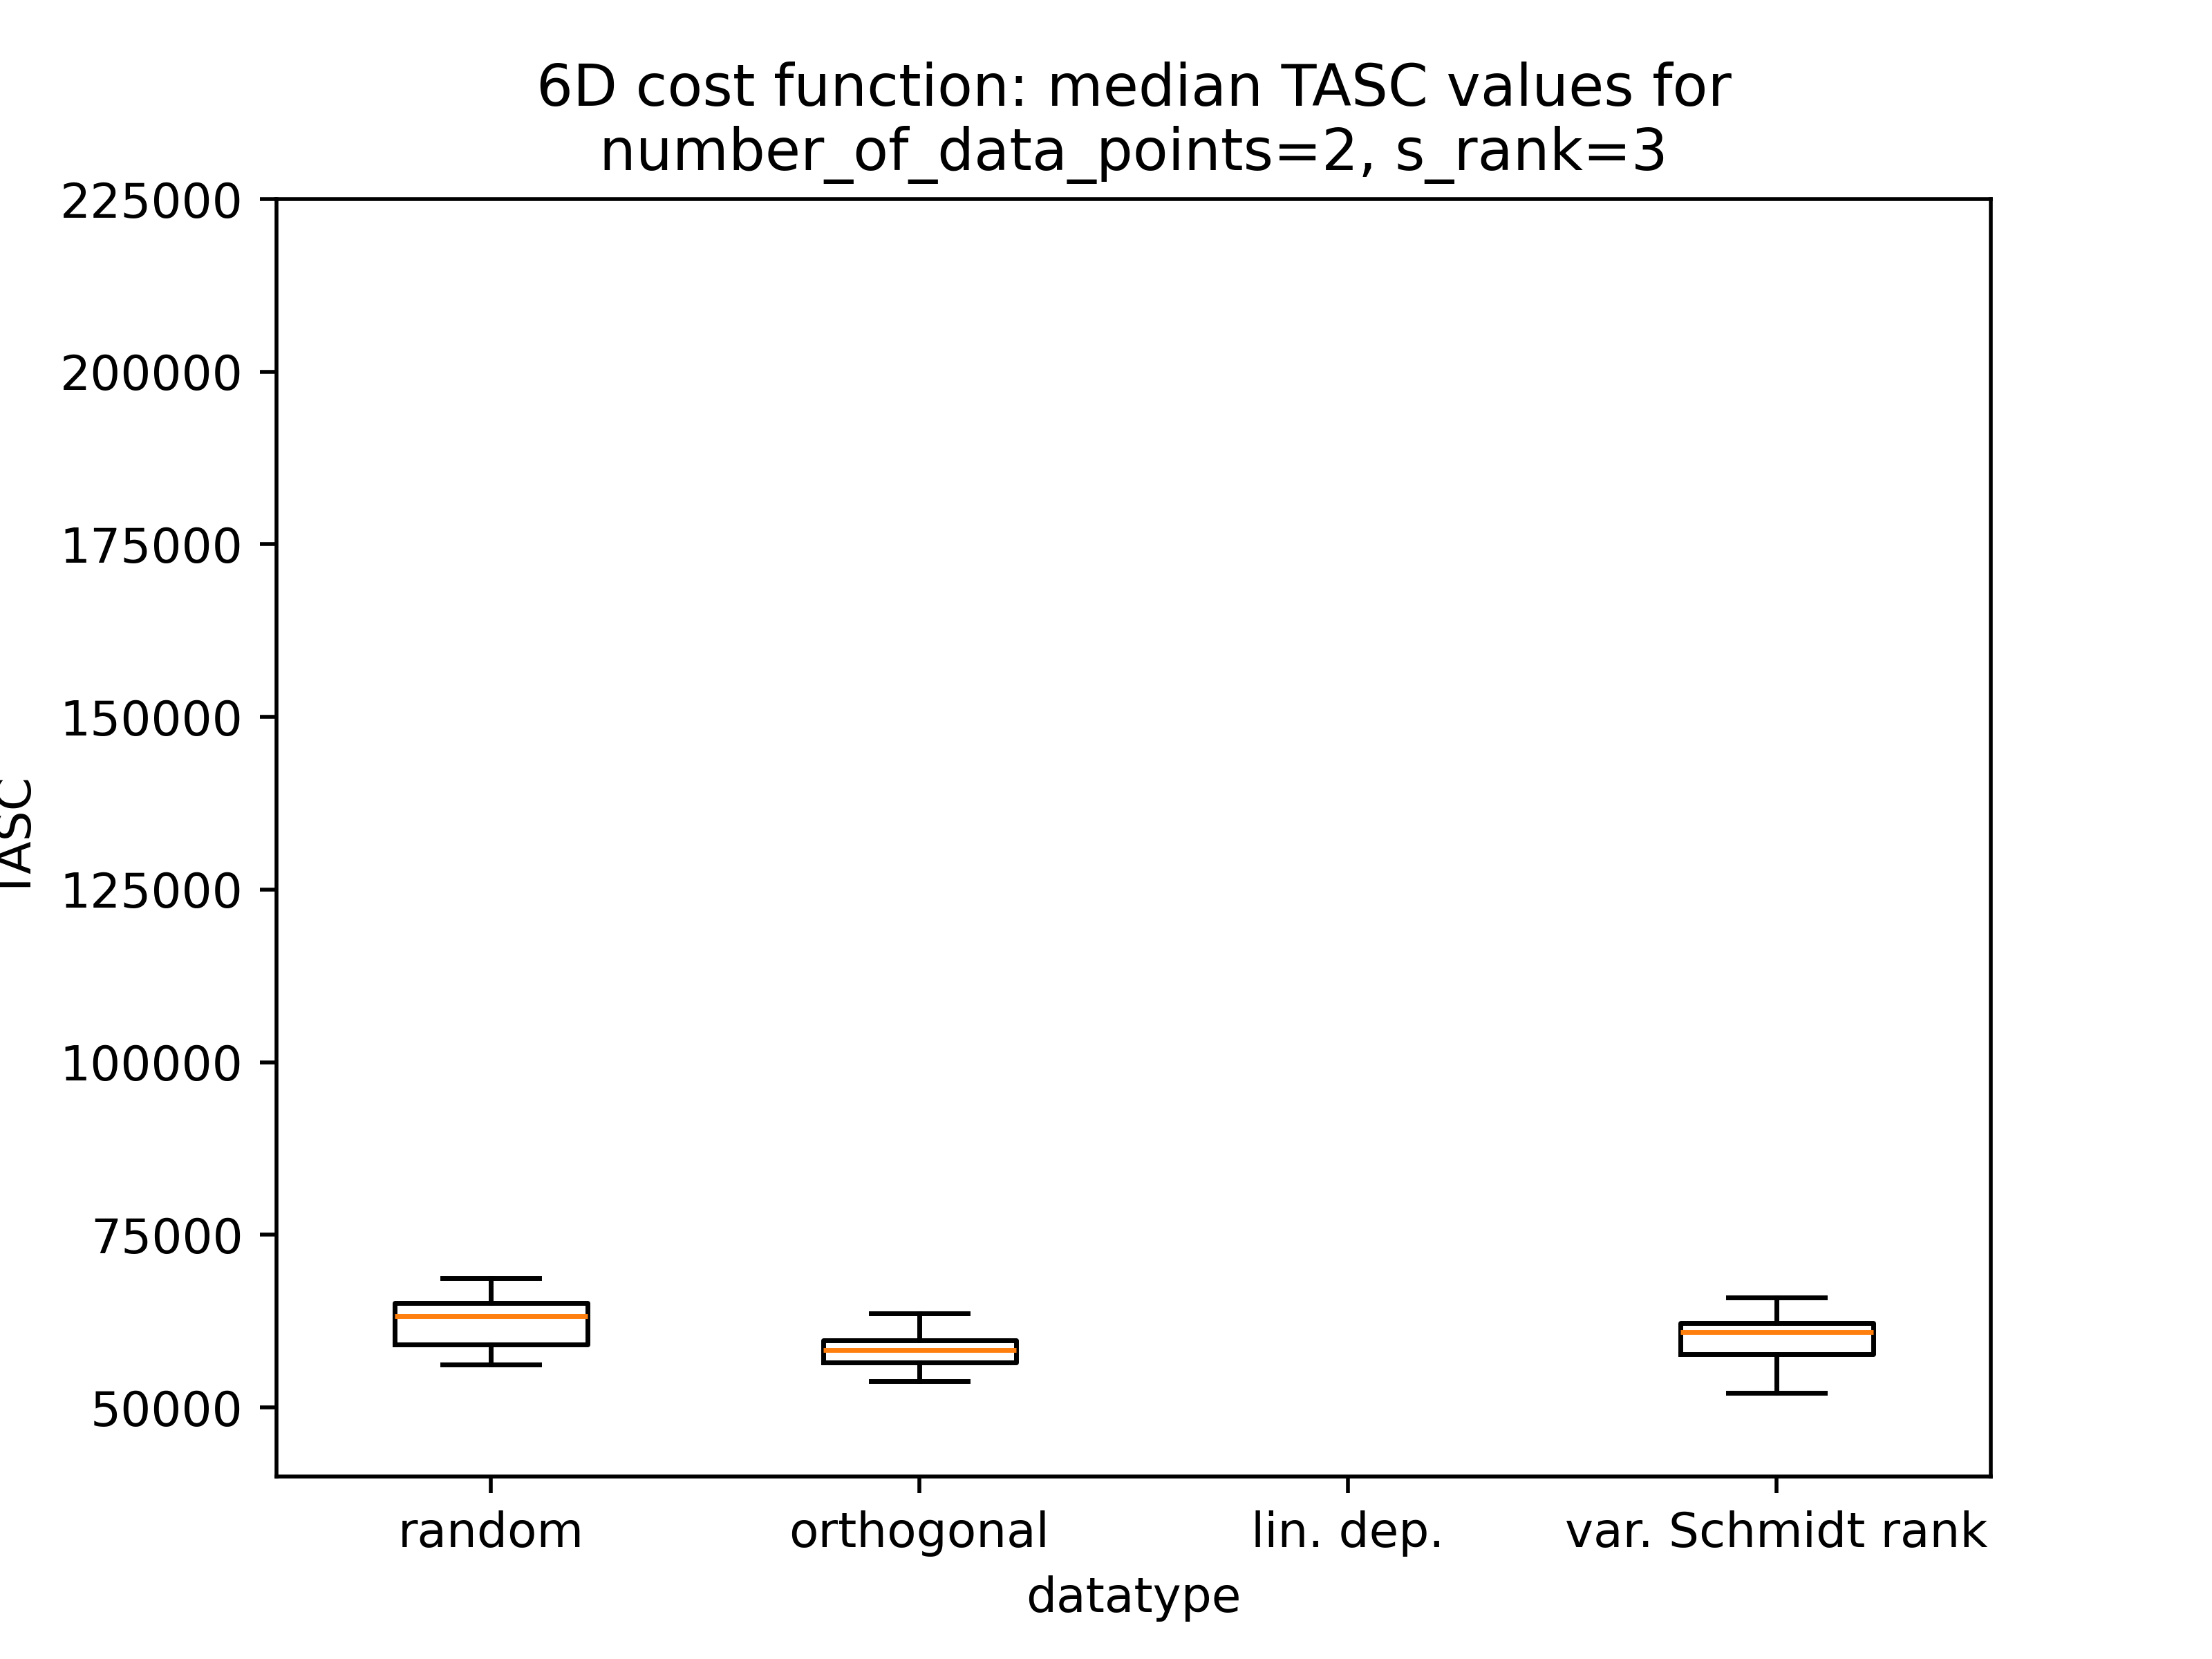 6D cost function: median TASC values for
number_of_data_points=2, s_rank=3
225000
200000
175000
150000
125000
100000
75000
50000
TASC
random
orthogonal
lin. dep.
var. Schmidt rank
datatype